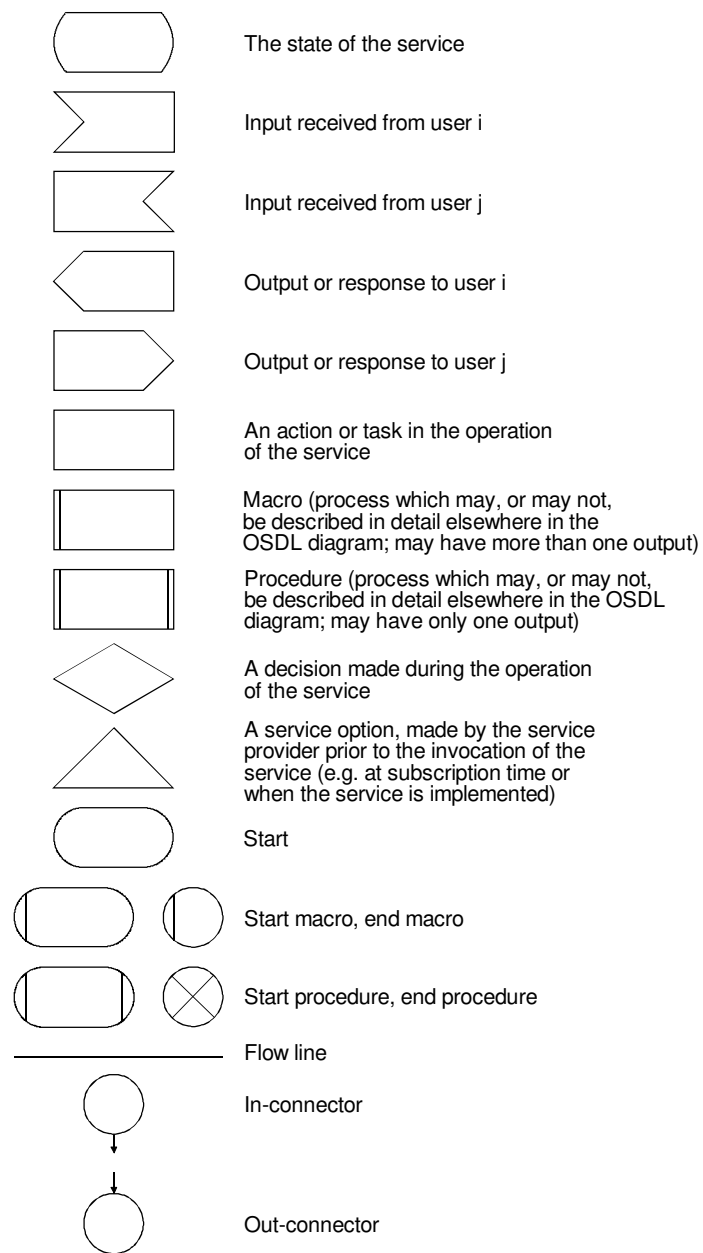 The state of the service
Input received from user i
Input received from user j
Output or response to user i
Output or response to user j
An action or task in the operation
of the service
Macro (process which may, or may not,
be described in detail elsewhere in the
OSDL diagram; may have more than one output)
Procedure (process which may, or may not,
be described in detail elsewhere in the OSDL
diagram; may have only one output)
A decision made during the operation
of the service
A service option, made by the service
provider prior to the invocation of the
service (e.g. at subscription time or
when the service is implemented)
Start
Start macro, end macro
Start procedure, end procedure
Flow line
In-connector
Out-connector